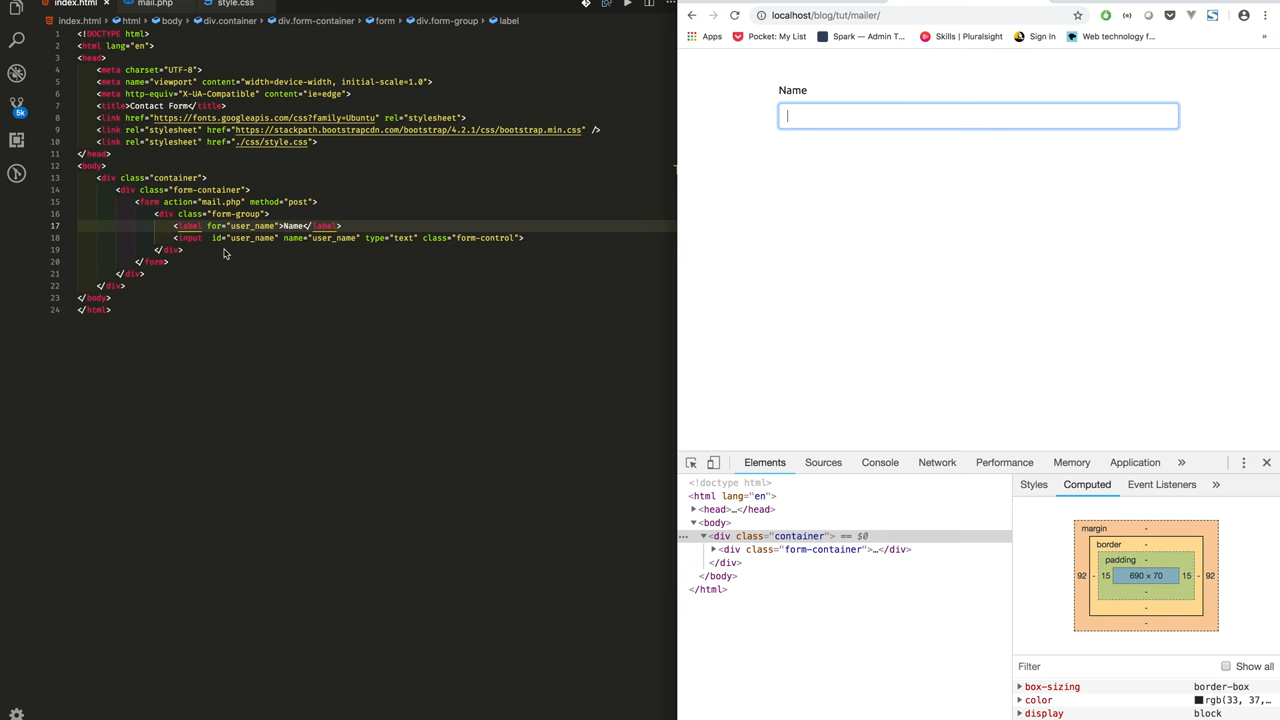 index.html × mail.php style.css
index.html › html › body › div.container › div.form-container › form › div.form-group › label
1 <!DOCTYPE html>
2 <html lang="en">
3 <head>
4 <meta charset="UTF-8">
5 <meta name="viewport" content="width=device-width, initial-scale=1.0">
6 <meta http-equiv="X-UA-Compatible" content="ie=edge">
7 <title>Contact Form</title>
8 <link href="https://fonts.googleapis.com/css?family=Ubuntu" rel="stylesheet">
9 <link rel="stylesheet" href="https://stackpath.bootstrapcdn.com/bootstrap/4.2.1/css/bootstrap.min.css" />
10 <link rel="stylesheet" href="./css/style.css">
11 </head>
12 <body>
13 <div class="container">
14 <div class="form-container">
15 <form action="mail.php" method="post">
16 <div class="form-group">
17 <label for="user_name">Name</label>
18 <input id="user_name" name="user_name" type="text" class="form-control">
19 </div>
20 </form>
21 </div>
22 </div>
23 </body>
24 </html>
5k
localhost/blog/tut/mailer/
Apps Pocket: My List Spark — Admin T... Skills | Pluralsight Sign In Web technology f... »
Name
Elements Sources Console Network Performance Memory Application »
<!doctype html>
<html lang="en">
<head>…</head>
<body>
<div class="container"> == $0
<div class="form-container">…</div>
</div>
</body>
</html>
Styles Computed Event Listeners »
margin -
border -
padding -
92 - 15 690 × 70 15 - 92
-
-
-
Filter Show all
box-sizing border-box
color rgb(33, 37,…
display block